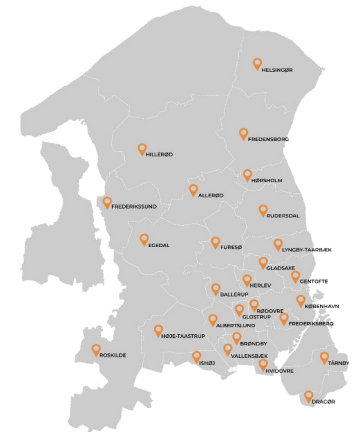 HELSINGØR
FREDENSBORG
HILLERØD
HØRSHOLM
ALLERØD
FREDERIKSSUND
RUDERSDAL
EGEDAL
FURESØ
LYNGBY-TAARBÆK
GLADSAXE
GENTOFTE
HERLEV
BALLERUP
KØBENHAVN
RØDOVRE
GLOSTRUP
ALBERTSLUND
FREDERIKSBERG
HØJE-TAASTRUP
BRØNDBY
ROSKILDE
VALLENSBÆK
ISHØJ
TÅRNBY
HVIDOVRE
DRAGØR